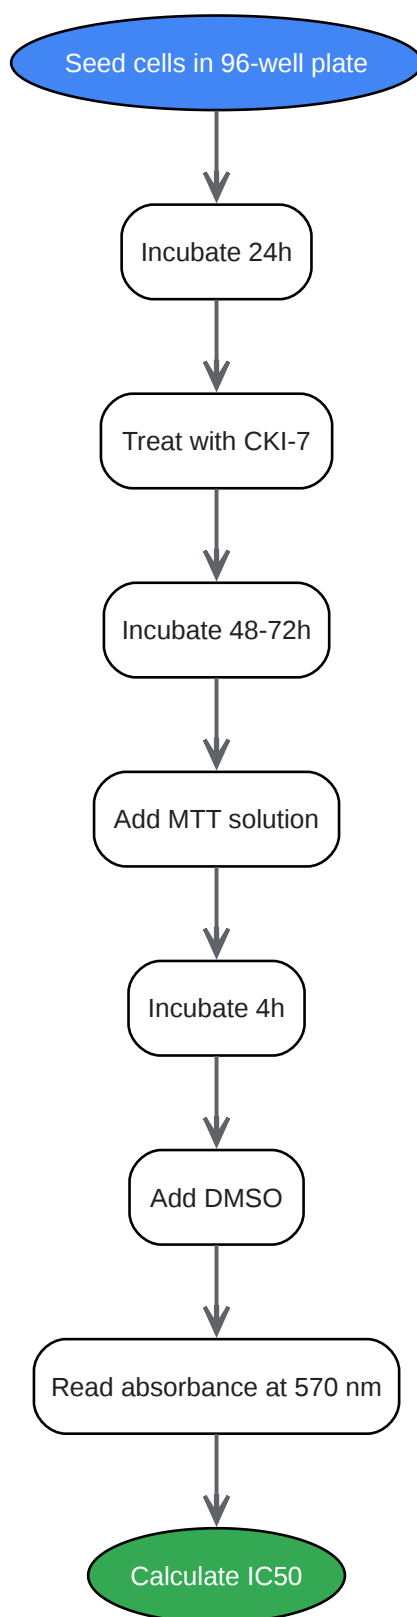 Seed cells in 96-well plate
Incubate 24h
Treat with CKI-7
Incubate 48-72h
Add MTT solution
Incubate 4h
Add DMSO
Read absorbance at 570 nm
Calculate IC50